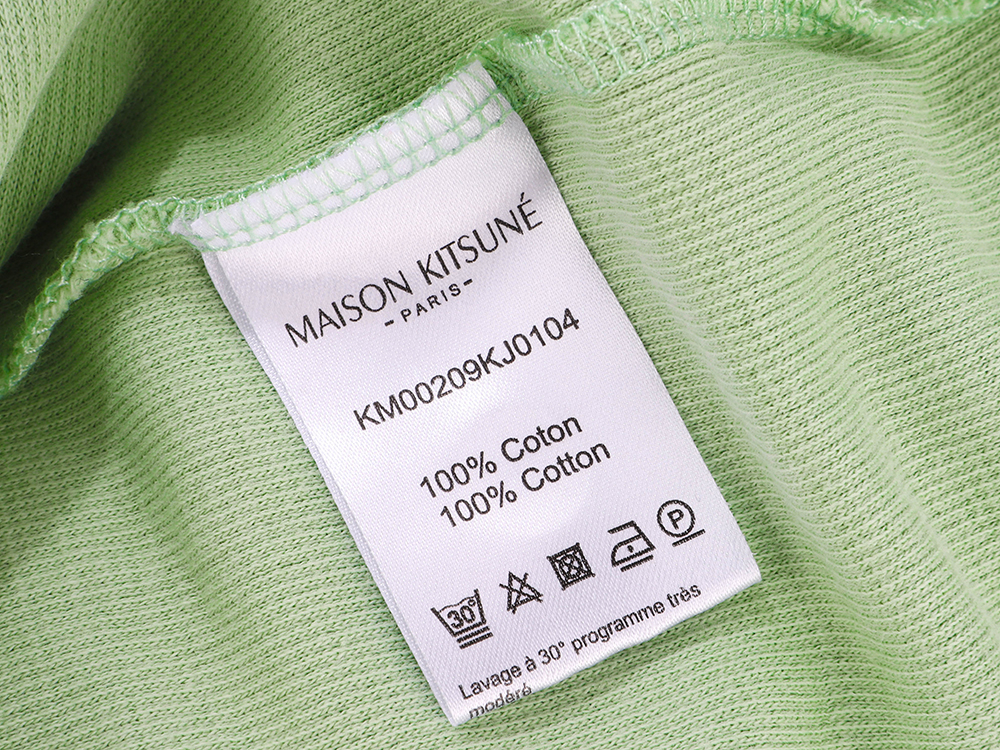 MAISON KITSUNÉ
- PARIS -
KM00209KJ0104
100% Coton
100% Cotton
30° P
Lavage à 30° programme très
modéré